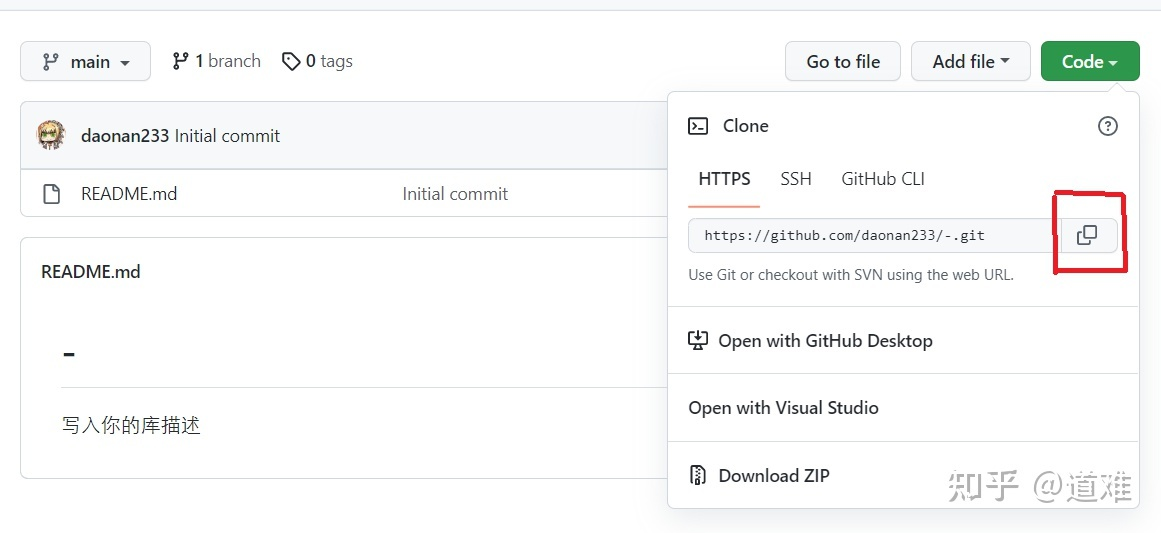 main 1 branch 0 tags Go to file Add file Code
daonan233 Initial commit
README.md Initial commit
README.md
-
写入你的库描述
Clone
HTTPS SSH GitHub CLI
https://github.com/daonan233/-.git
Use Git or checkout with SVN using the web URL.
Open with GitHub Desktop
Open with Visual Studio
Download ZIP
知乎 @道难